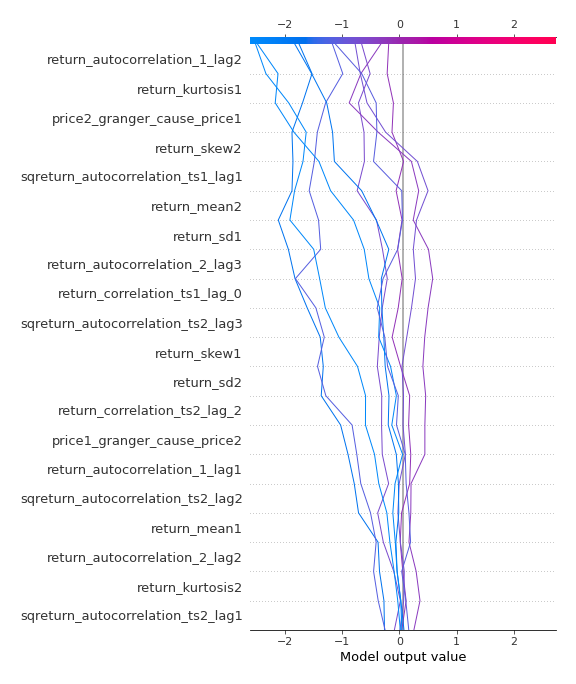 −2 −1 0 1 2
return_autocorrelation_1_lag2
return_kurtosis1
price2_granger_cause_price1
return_skew2
sqreturn_autocorrelation_ts1_lag1
return_mean2
return_sd1
return_autocorrelation_2_lag3
return_correlation_ts1_lag_0
sqreturn_autocorrelation_ts2_lag3
return_skew1
return_sd2
return_correlation_ts2_lag_2
price1_granger_cause_price2
return_autocorrelation_1_lag1
sqreturn_autocorrelation_ts2_lag2
return_mean1
return_autocorrelation_2_lag2
return_kurtosis2
sqreturn_autocorrelation_ts2_lag1
−2 −1 0 1 2
Model output value